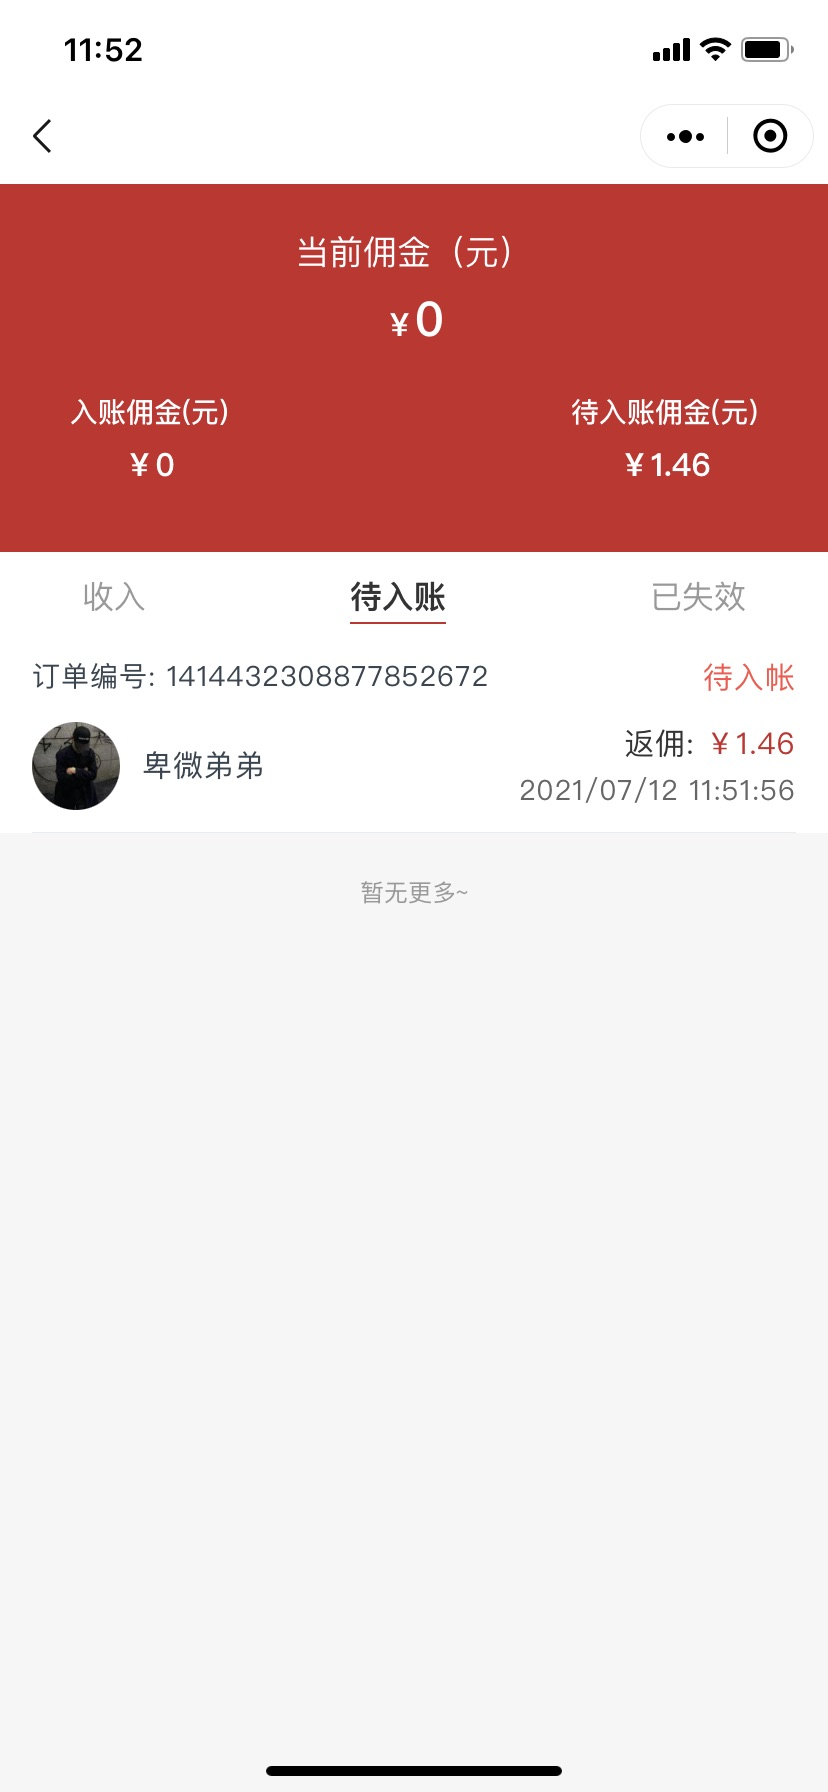 11:52
当前佣金（元）
¥0
入账佣金(元)
待入账佣金(元)
¥0
¥1.46
收入
待入账
已失效
订单编号: 1414432308877852672
待入帐
卑微弟弟
返佣: ¥1.46
2021/07/12 11:51:56
暂无更多~